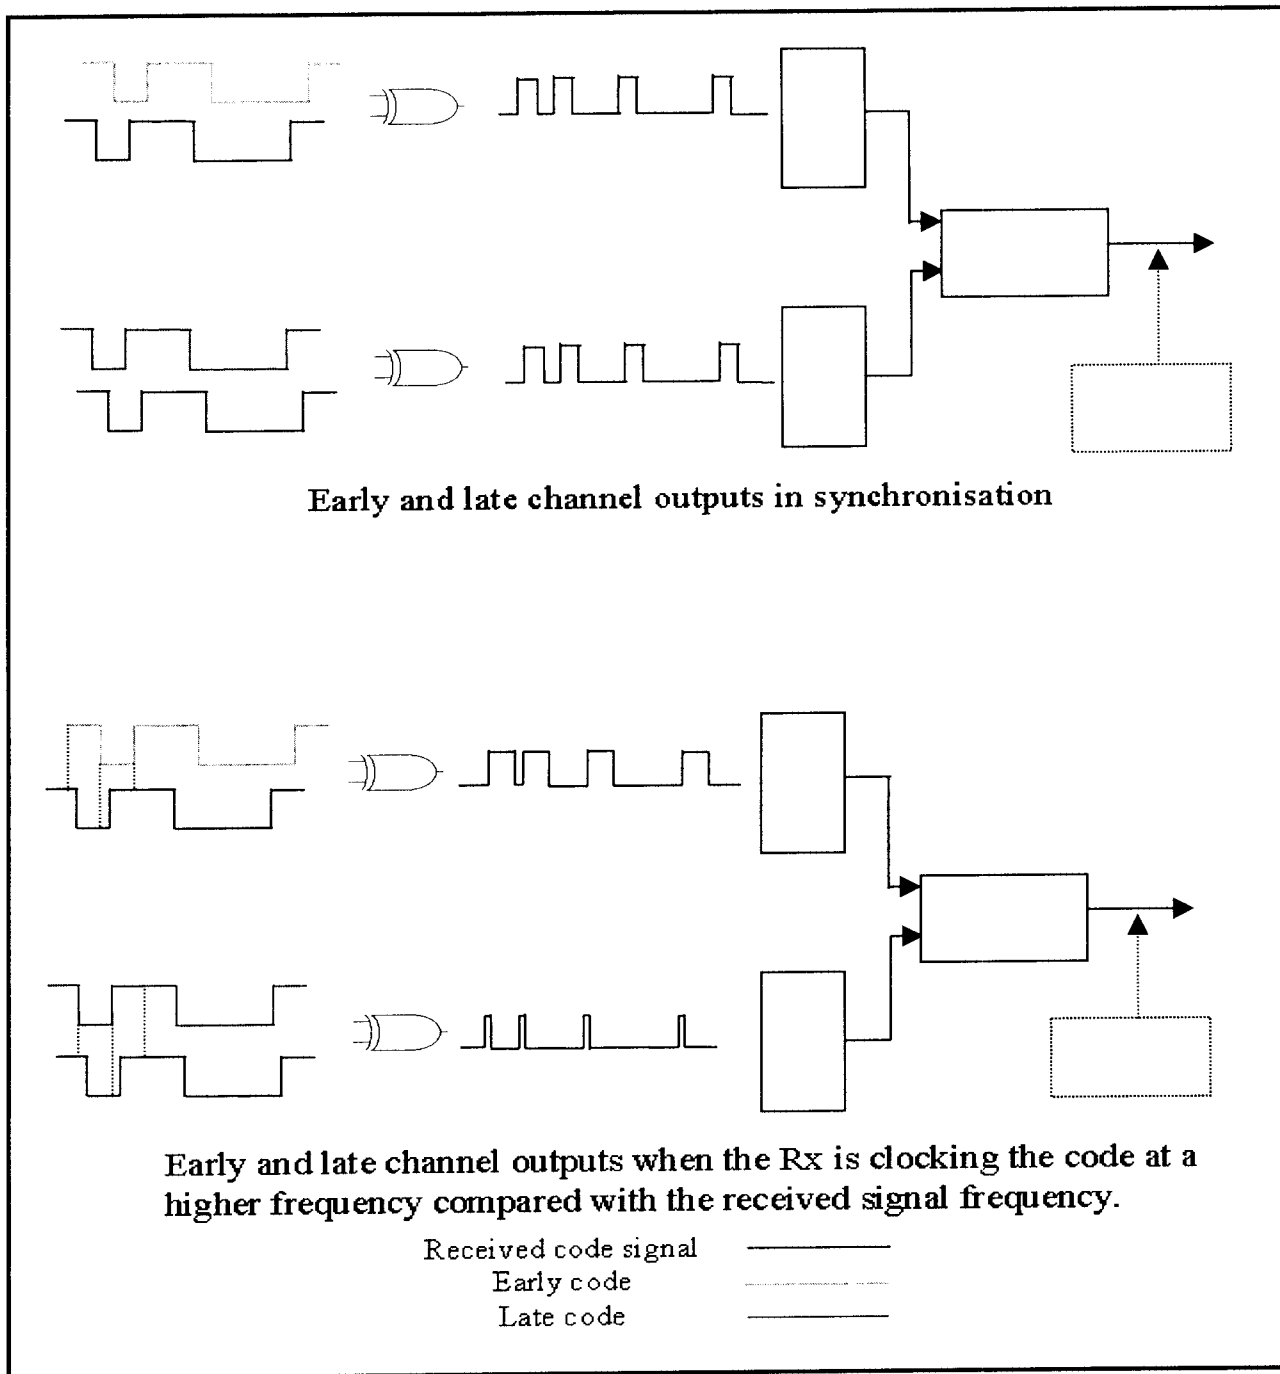 Early and late channel outputs in synchronisation
Early and late channel outputs when the Rx is clocking the code at a
higher frequency compared with the received signal frequency.
Received code signal
Early code
Late code